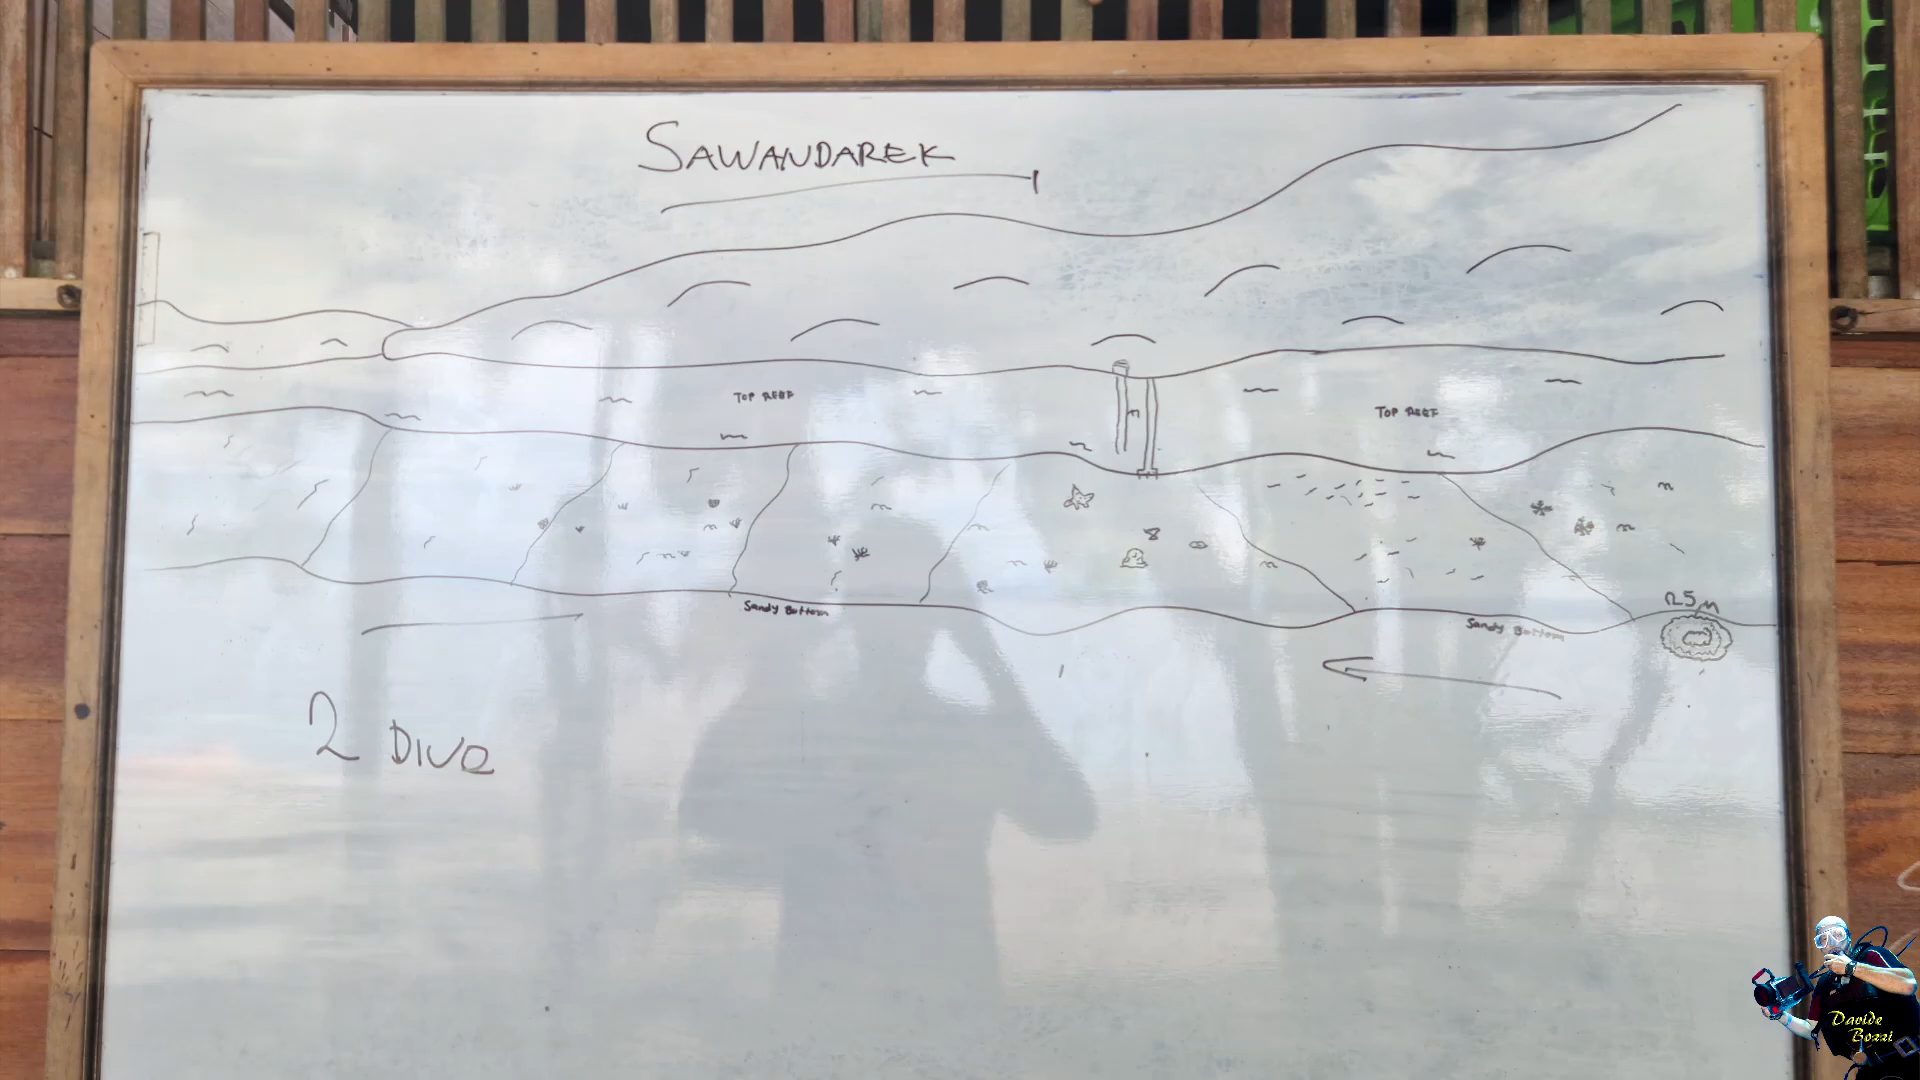 SAWANDAREK
TOP REEF
TOP REEF
Sandy Bottom
Sandy Bottom
25 m
2 DIVE
Davide
Bozzi